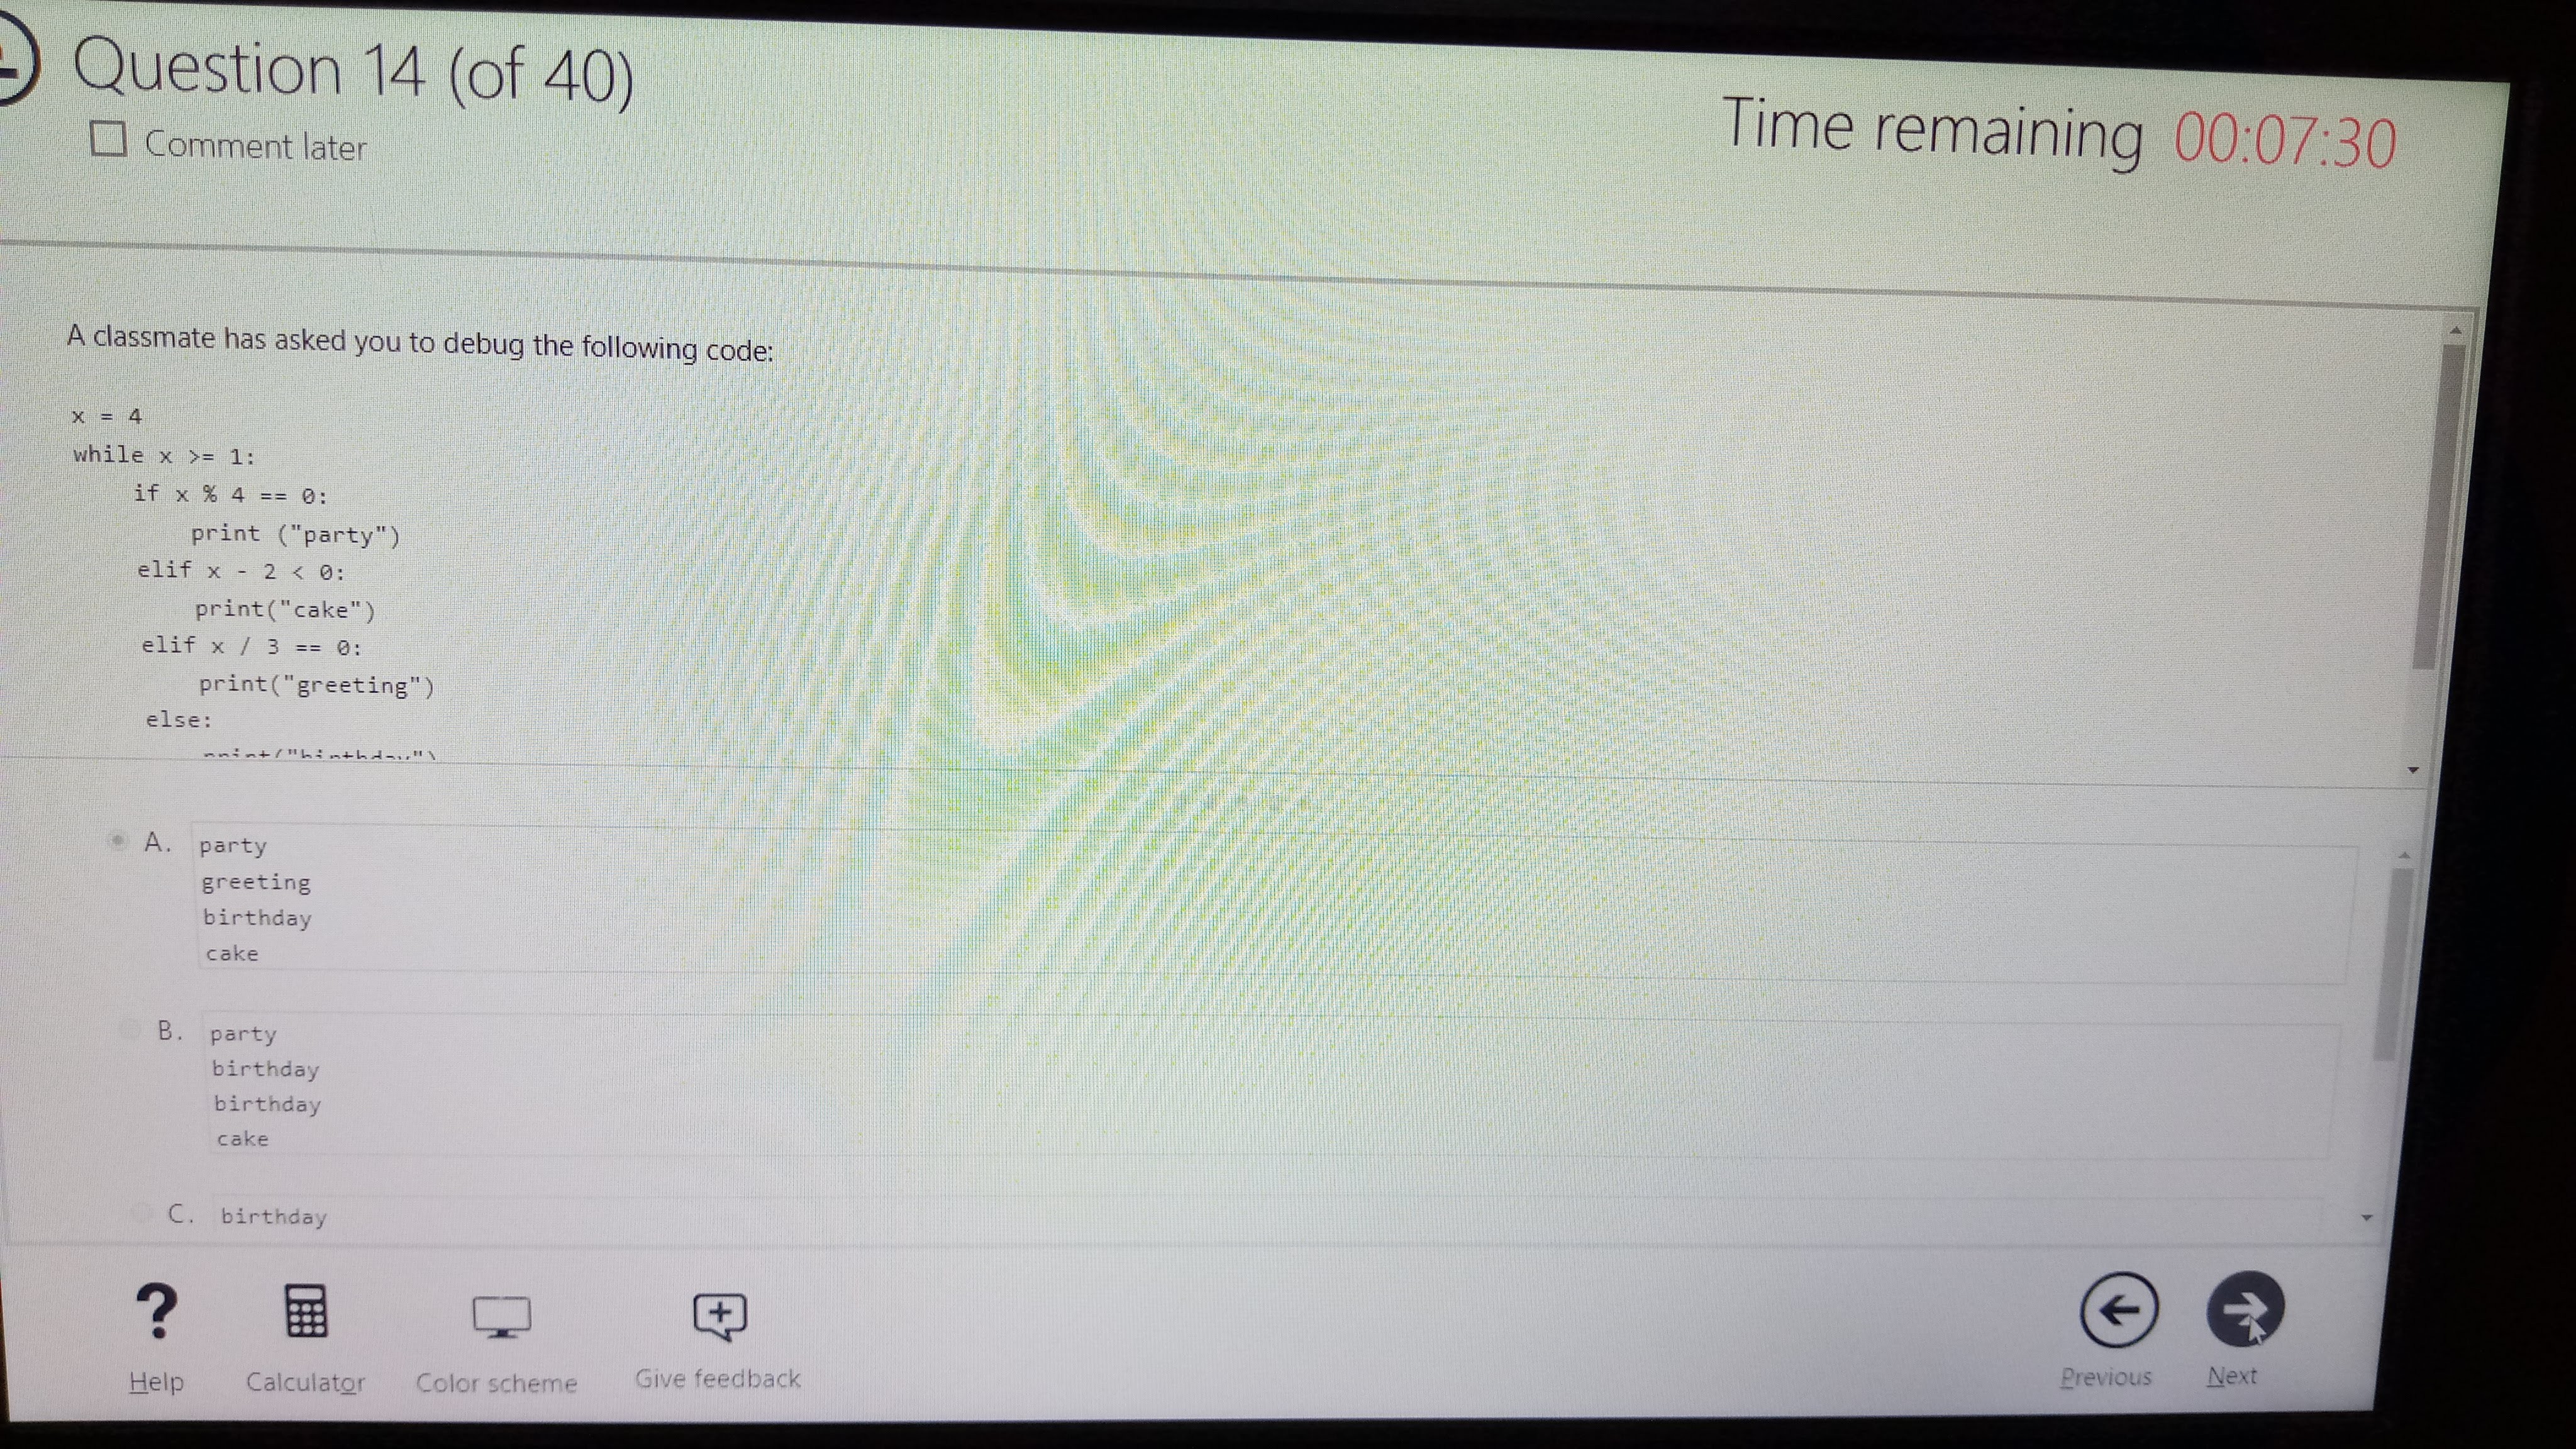 Question 14 (of 40)
Comment later
Time remaining 00:07:30
A classmate has asked you to debug the following code:
x = 4
while x >= 1:
if x % 4 == 0:
print ("party")
elif x - 2 < 0:
print("cake")
elif x / 3 == 0:
print("greeting")
else:
print("birthday")
A. party
greeting
birthday
cake
B. party
birthday
birthday
cake
C. birthday
Help
Calculator
Color scheme
Give feedback
Previous
Next